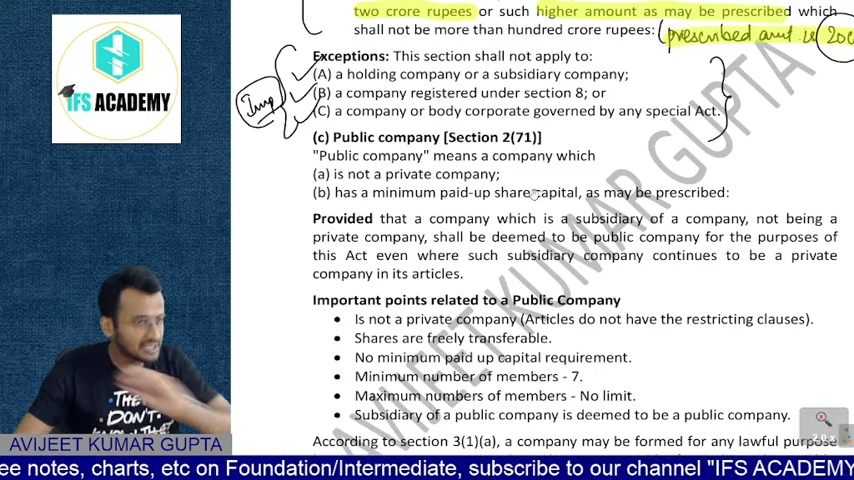 two crore rupees or such higher amount as may be prescribed which
shall not be more than hundred crore rupees:
prescribed amt is
Exceptions: This section shall not apply to:
(A) a holding company or a subsidiary company;
(B) a company registered under section 8; or
(C) a company or body corporate governed by any special Act.
Imp
IFS ACADEMY
(c) Public company [Section 2(71)]
"Public company" means a company which
(a) is not a private company;
(b) has a minimum paid-up share capital, as may be prescribed:
Provided that a company which is a subsidiary of a company, not being a
private company, shall be deemed to be public company for the purposes of
this Act even where such subsidiary company continues to be a private
company in its articles.
Important points related to a Public Company
• Is not a private company (Articles do not have the restricting clauses).
• Shares are freely transferable.
• No minimum paid up capital requirement.
• Minimum number of members - 7.
• Maximum numbers of members - No limit.
• Subsidiary of a public company is deemed to be a public company.
According to section 3(1)(a), a company may be formed for any lawful purpose
AVIJEET KUMAR GUPTA
THEY
DON'T
AVIJEET KUMAR GUPTA
ee notes, charts, etc on Foundation/Intermediate, subscribe to our channel "IFS ACADEMY